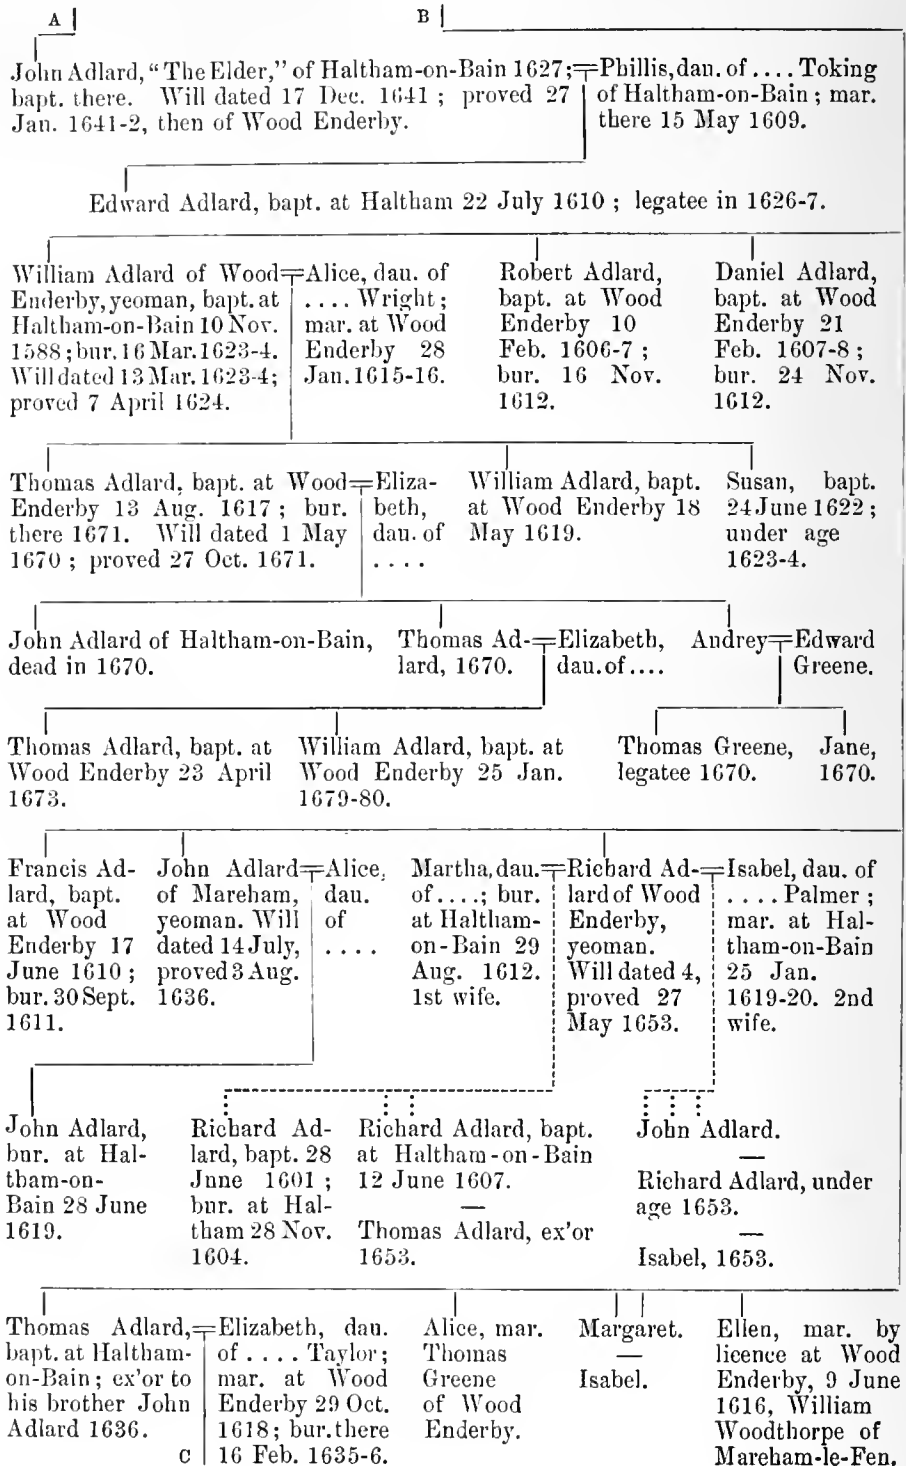 A B
John Adlard, “The Elder,” of Haltham-on-Bain 1627;
bapt. there. Will dated 17 Dec. 1641 ; proved 27
Jan. 1641-2, then of Wood Enderby.
Phillis, dau. of .... Toking
of Haltham-on-Bain ; mar.
there 15 May 1609.
Edward Adlard, bapt. at Haltham 22 July 1610 ; legatee in 1626-7.
William Adlard of Wood
Enderby, yeoman, bapt. at
Haltham-on-Bain 10 Nov.
1588 ; bur. 16 Mar. 1623-4.
Will dated 13 Mar. 1623-4;
proved 7 April 1624.
Alice, dau. of
.... Wright ;
mar. at Wood
Enderby 28
Jan. 1615-16.
Robert Adlard,
bapt. at Wood
Enderby 10
Feb. 1606-7 ;
bur. 16 Nov.
1612.
Daniel Adlard,
bapt. at Wood
Enderby 21
Feb. 1607-8 ;
bur. 24 Nov.
1612.
Thomas Adlard, bapt. at Wood
Enderby 13 Aug. 1617 ; bur.
there 1671. Will dated 1 May
1670 ; proved 27 Oct. 1671.
Eliza-
beth,
dau. of
....
William Adlard, bapt.
at Wood Enderby 18
May 1619.
Susan, bapt.
24 June 1622 ;
under age
1623-4.
John Adlard of Haltham-on-Bain,
dead in 1670.
Thomas Ad-
lard, 1670.
Elizabeth,
dau. of ....
Audrey
Edward
Greene.
Thomas Adlard, bapt. at
Wood Enderby 23 April
1673.
William Adlard, bapt. at
Wood Enderby 25 Jan.
1679-80.
Thomas Greene,
legatee 1670.
Jane,
1670.
Francis Ad-
lard, bapt.
at Wood
Enderby 17
June 1610 ;
bur. 30 Sept.
1611.
John Adlard
of Mareham,
yeoman. Will
dated 14 July,
proved 3 Aug.
1636.
Alice,
dau.
of
....
Martha, dau.
of .... ; bur.
at Haltham-
on-Bain 29
Aug. 1612.
1st wife.
Richard Ad-
lard of Wood
Enderby,
yeoman.
Will dated 4,
proved 27
May 1653.
Isabel, dau. of
.... Palmer ;
mar. at Hal-
tham-on-Bain
25 Jan.
1619-20. 2nd
wife.
John Adlard,
bur. at Hal-
tham-on-
Bain 28 June
1619.
Richard Ad-
lard, bapt. 28
June 1601 ;
bur. at Hal-
tham 28 Nov.
1604.
Richard Adlard, bapt.
at Haltham-on-Bain
12 June 1607.
—
Thomas Adlard, ex'or
1653.
John Adlard.
—
Richard Adlard, under
age 1653.
—
Isabel, 1653.
Thomas Adlard,
bapt. at Haltham-
on-Bain ; ex'or to
his brother John
Adlard 1636.
C
Elizabeth, dau.
of .... Taylor ;
mar. at Wood
Enderby 29 Oct.
1618 ; bur. there
16 Feb. 1635-6.
Alice, mar.
Thomas
Greene
of Wood
Enderby.
Margaret.
—
Isabel.
Ellen, mar. by
licence at Wood
Enderby, 9 June
1616, William
Woodthorpe of
Mareham-le-Fen.